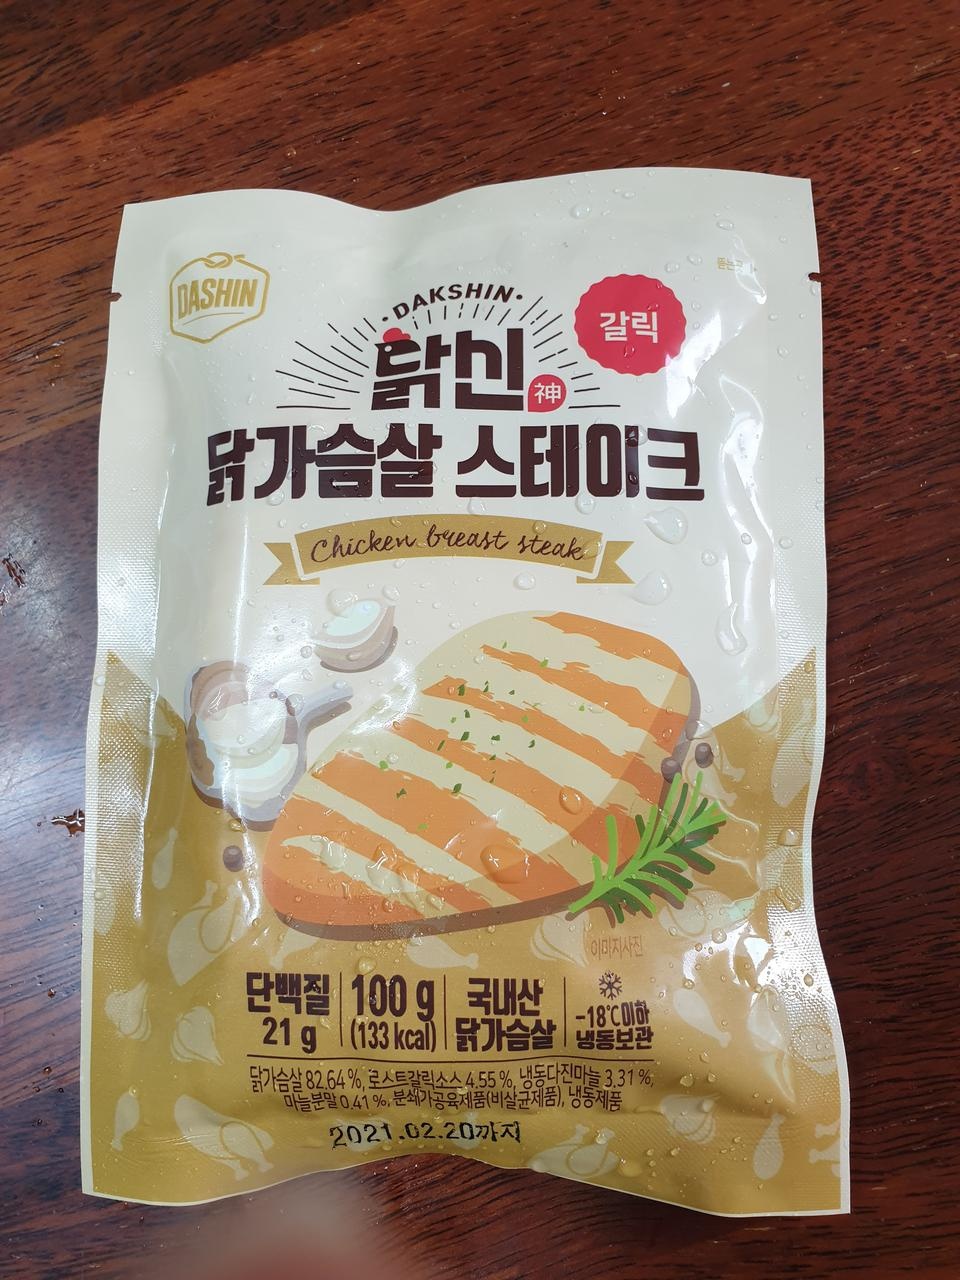 DASHIN
뜯는곳
·DAKSHIN·
갈릭
닭신
神
닭가슴살 스테이크
Chicken breast steak
이미지사진
단백질
21 g
100 g
(133 kcal)
국내산
닭가슴살
-18℃이하
냉동보관
닭가슴살 82.64 %, 로스트갈릭소스 4.55 %, 냉동다진마늘 3.31 %,
마늘분말 0.41 %, 분쇄가공육제품(비살균제품), 냉동제품
2021.02.20까지